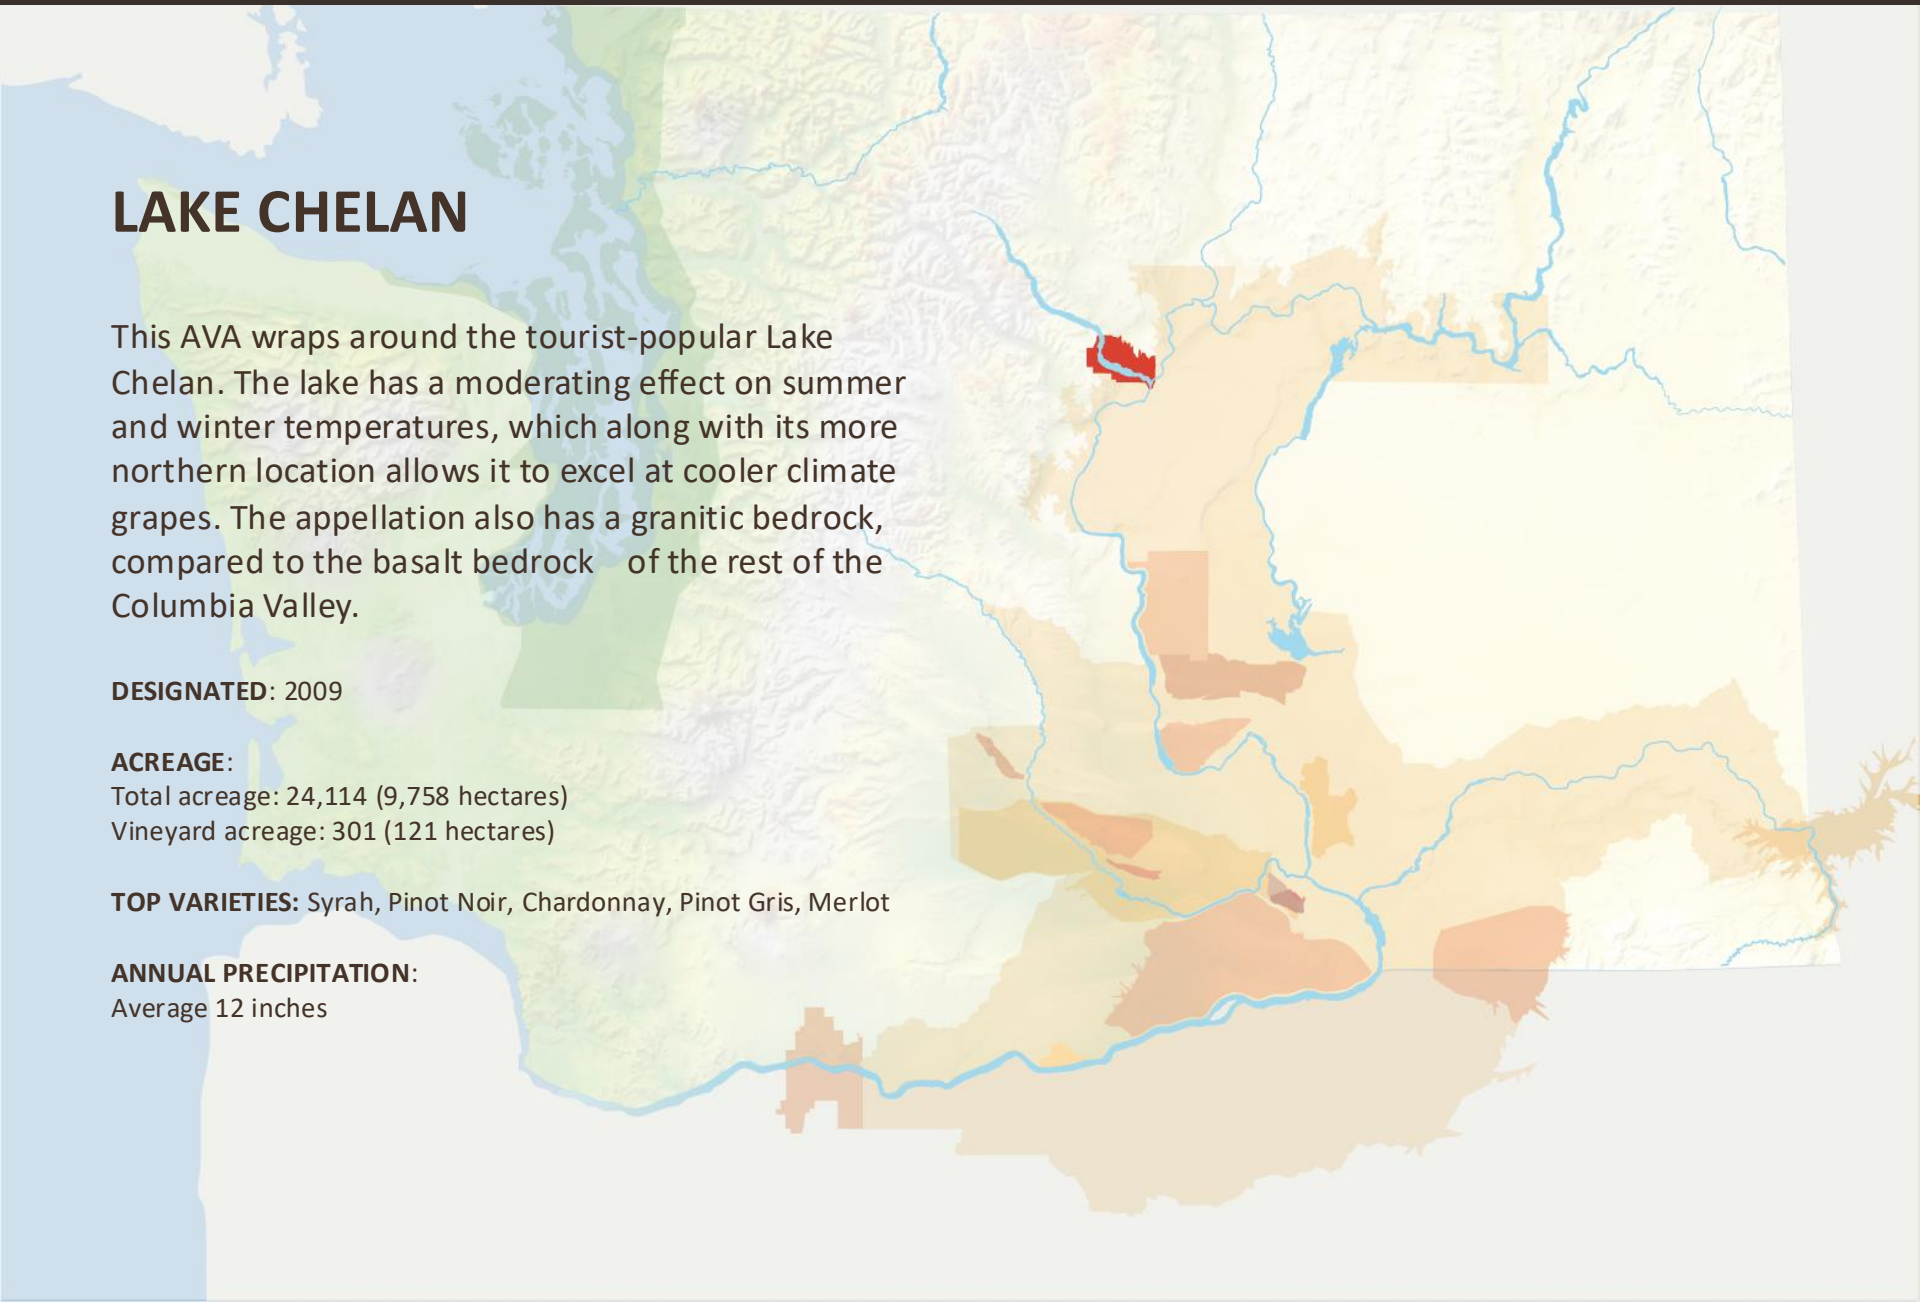 LAKE CHELAN
This AVA wraps around the tourist-popular Lake
Chelan. The lake has a moderating effect on summer
and winter temperatures, which along with its more
northern location allows it to excel at cooler climate
grapes. The appellation also has a granitic bedrock,
compared to the basalt bedrock of the rest of the
Columbia Valley.
DESIGNATED: 2009
ACREAGE:
Total acreage: 24,114 (9,758 hectares)
Vineyard acreage: 301 (121 hectares)
TOP VARIETIES: Syrah, Pinot Noir, Chardonnay, Pinot Gris, Merlot
ANNUAL PRECIPITATION:
Average 12 inches